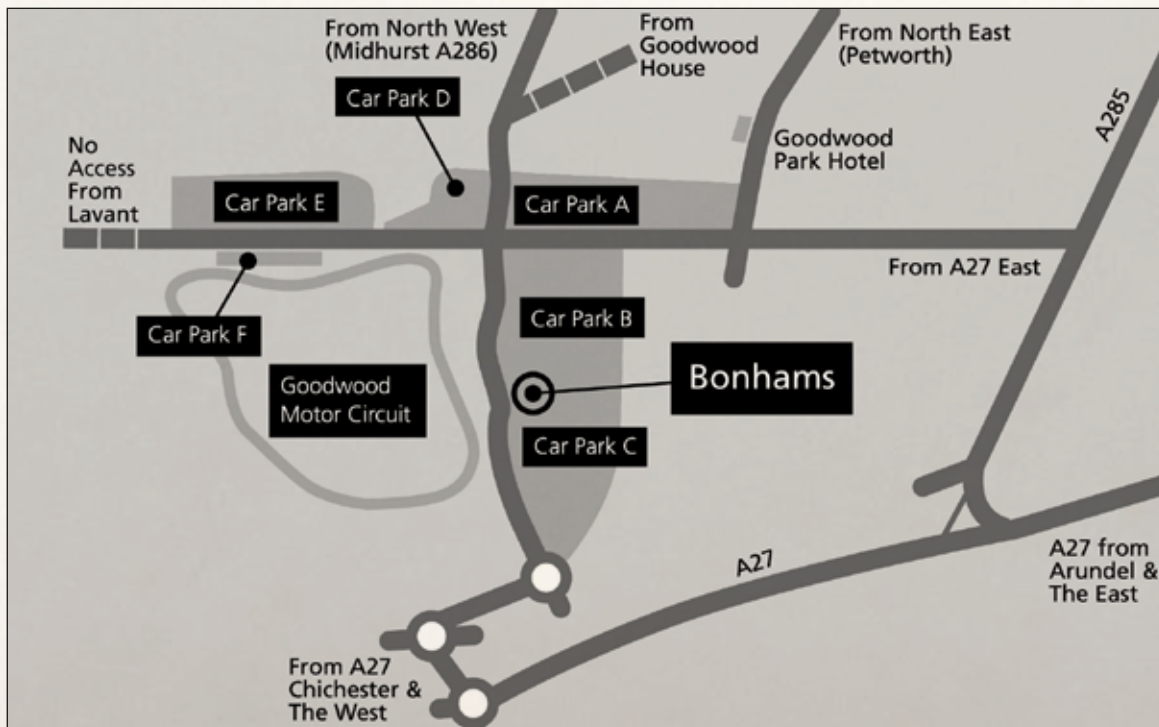 From North West
(Midhurst A286)
From
Goodwood
House
From North East
(Petworth)
Car Park D
A285
No
Access
From
Lavant
Goodwood
Park Hotel
Car Park E
Car Park A
From A27 East
Car Park F
Car Park B
Bonhams
Goodwood
Motor Circuit
Car Park C
A27
A27 from
Arundel &
The East
From A27
Chichester &
The West